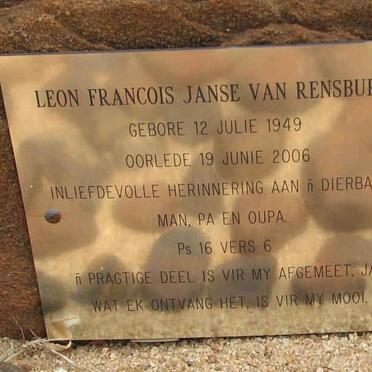 LEON FRANCOIS JANSE VAN RENSBU
GEBORE 12 JULIE 1949
OORLEDE 19 JUNIE 2006
INLIEFDEVOLLE HERINNERING AAN ñ DIERBA
MAN, PA EN OUPA.
Ps 16 VERS 6
ñ PRAGTIGE DEEL IS VIR MY AFGEMEET, JA
WAT EK ONTVANG HET, IS VIR MY MOOI.